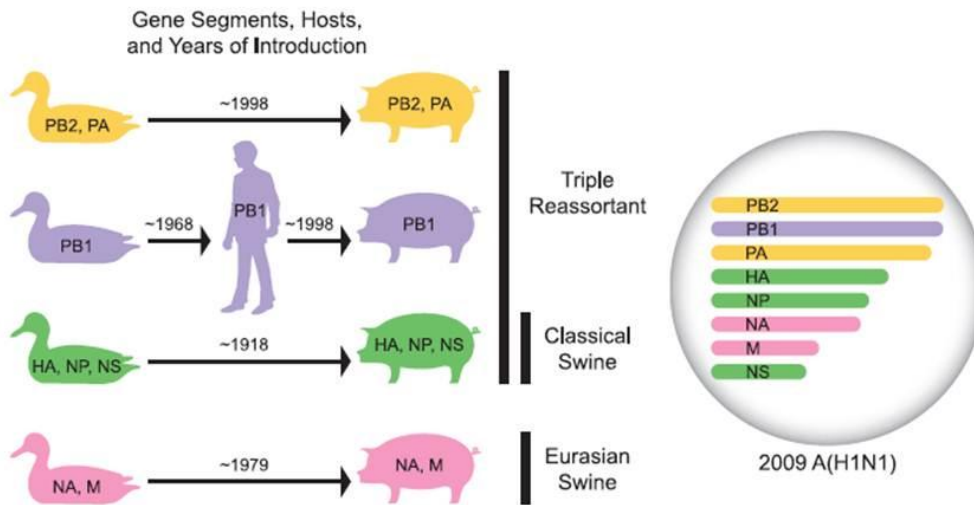 Gene Segments, Hosts,
and Years of Introduction
PB2, PA
~1998
PB2, PA
PB1
~1968
PB1
~1998
PB1
HA, NP, NS
~1918
HA, NP, NS
NA, M
~1979
NA, M
Triple
Reassortant
Classical
Swine
Eurasian
Swine
PB2
PB1
PA
HA
NP
NA
M
NS
2009 A(H1N1)